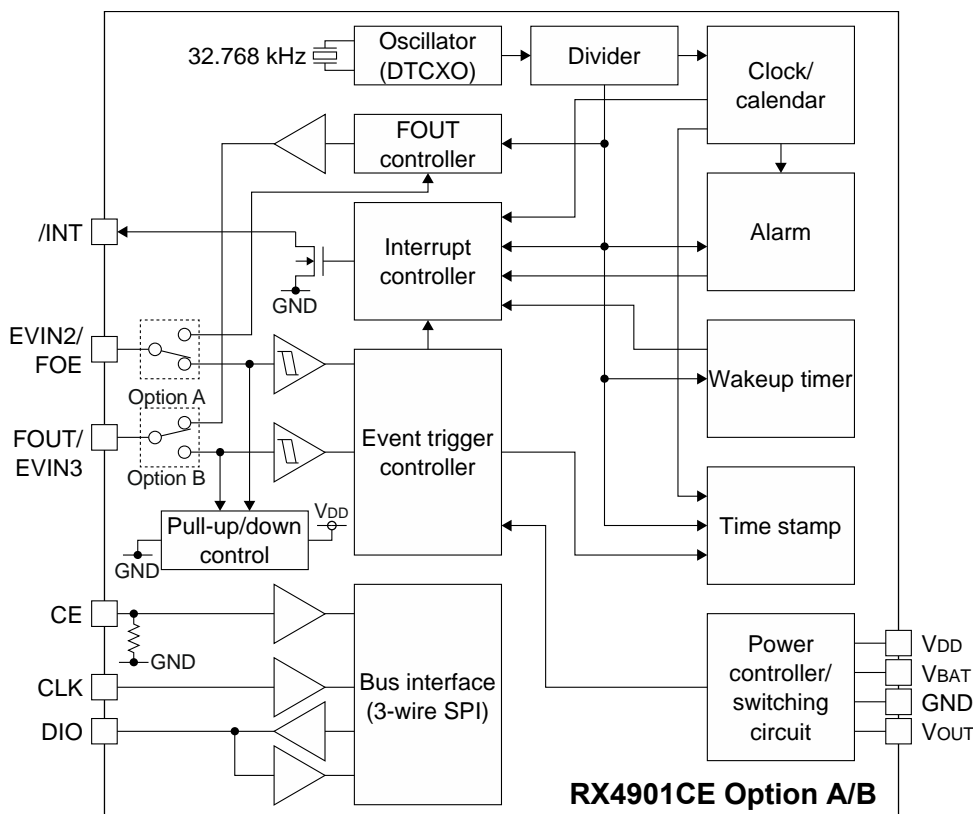 32.768 kHz
Oscillator
(DTCXO)
Divider
Clock/
calendar
FOUT
controller
/INT
GND
Interrupt
controller
Alarm
EVIN2/
FOE
Option A
FOUT/
EVIN3
Option B
Event trigger
controller
Wakeup timer
Pull-up/down
control
VDD
GND
Time stamp
CE
GND
CLK
DIO
Bus interface
(3-wire SPI)
Power
controller/
switching
circuit
VDD
VBAT
GND
VOUT
RX4901CE Option A/B